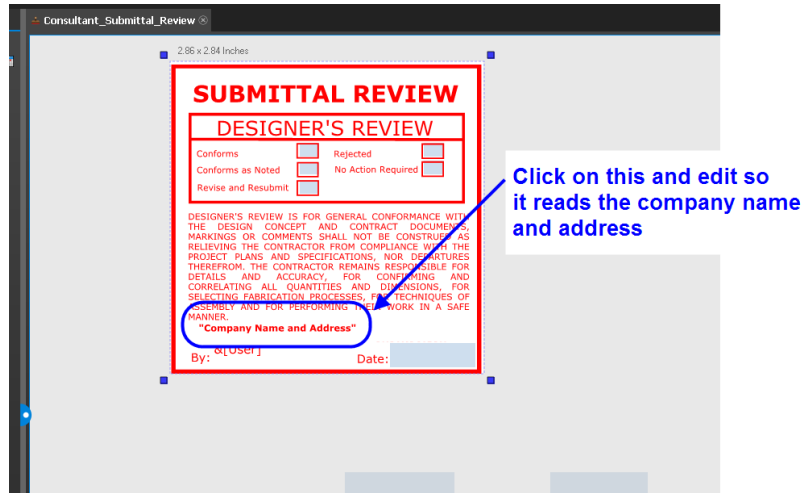 Consultant_Submittal_Review
2.86 x 2.84 Inches
SUBMITTAL REVIEW
DESIGNER'S REVIEW
Conforms
Rejected
Conforms as Noted
No Action Required
Revise and Resubmit
Click on this and edit so
it reads the company name
and address
DESIGNER'S REVIEW IS FOR GENERAL CONFORMANCE WITH
THE DESIGN CONCEPT AND CONTRACT DOCUMENTS,
MARKINGS OR COMMENTS SHALL NOT BE CONSTRUED AS
RELIEVING THE CONTRACTOR FROM COMPLIANCE WITH THE
PROJECT PLANS AND SPECIFICATIONS, NOR DEPARTURES
THEREFROM. THE CONTRACTOR REMAINS RESPONSIBLE FOR
DETAILS AND ACCURACY, FOR CONFIRMING AND
CORRELATING ALL QUANTITIES AND DIMENSIONS, FOR
SELECTING FABRICATION PROCESSES, FOR TECHNIQUES OF
ASSEMBLY AND FOR PERFORMING THEIR WORK IN A SAFE
MANNER.
"Company Name and Address"
By: &[User]
Date: